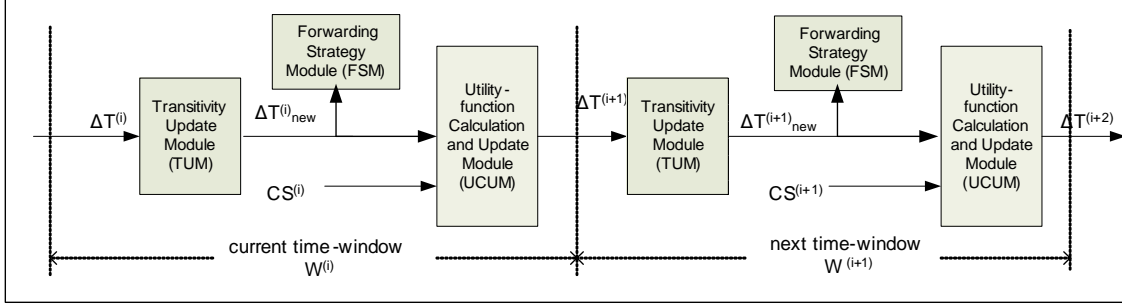 Forwarding
Strategy
Module (FSM)
ΔT(i)
Transitivity
Update
Module
(TUM)
ΔT(i)new
CS(i)
Utility-
function
Calculation
and Update
Module
(UCUM)
ΔT(i+1)
Transitivity
Update
Module
(TUM)
Forwarding
Strategy
Module (FSM)
ΔT(i+1)new
CS(i+1)
Utility-
function
Calculation
and Update
Module
(UCUM)
ΔT(i+2)
current time-window
W(i)
next time-window
W (i+1)